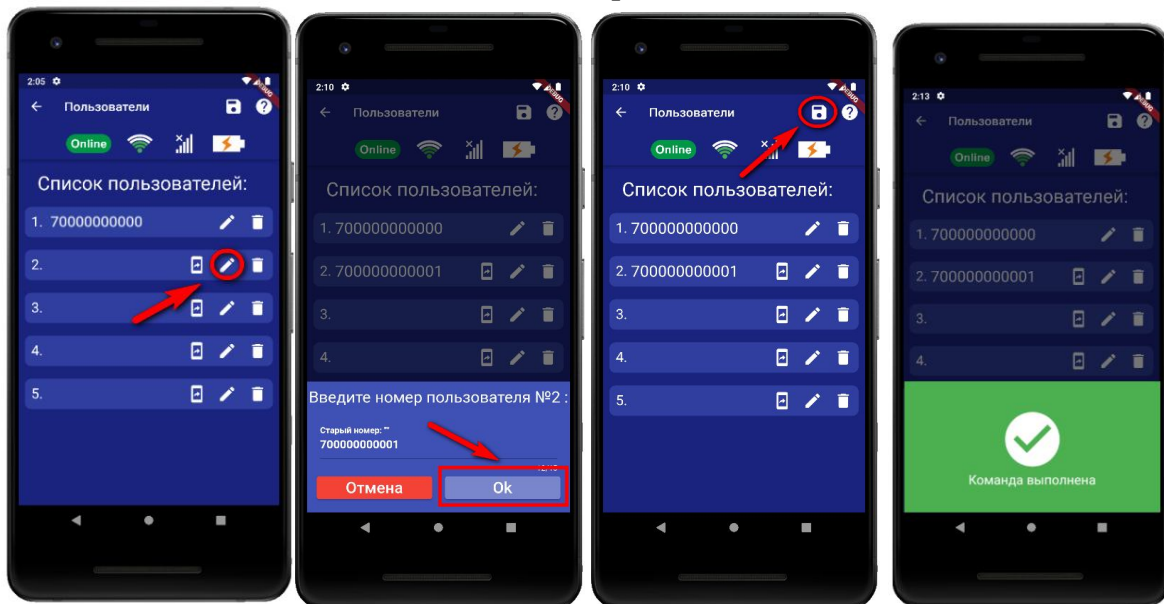 2:05
Пользователи
Online
Список пользователей:
1. 70000000000
2.
3.
4.
5.
2:10
Пользователи
Online
Список пользователей:
1. 700000000000
2. 700000000001
3.
4.
Введите номер пользователя №2 :
Старый номер: ""
700000000001
Отмена
Ok
2:10
Пользователи
Online
Список пользователей:
1. 700000000000
2. 700000000001
3.
4.
5.
2:13
Пользователи
Online
Список пользователей:
1. 700000000000
2. 700000000001
3.
4.
Команда выполнена